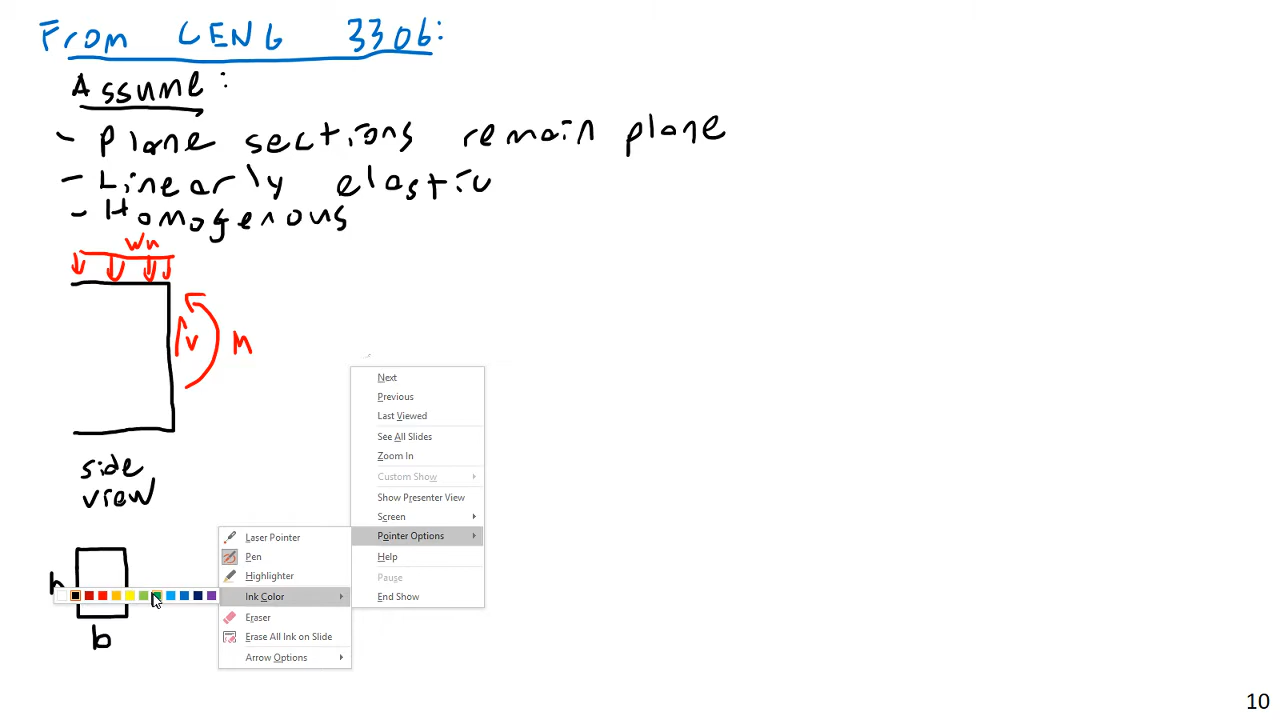 From CENG 3306:
Assume:
- Plane sections remain plane
- Linearly elastic
- Homogenous
Wn
V
M
side
view
h
b
Next
Previous
Last Viewed
See All Slides
Zoom In
Custom Show
Show Presenter View
Screen
Pointer Options
Help
Pause
End Show
Laser Pointer
Pen
Highlighter
Ink Color
Eraser
Erase All Ink on Slide
Arrow Options
10